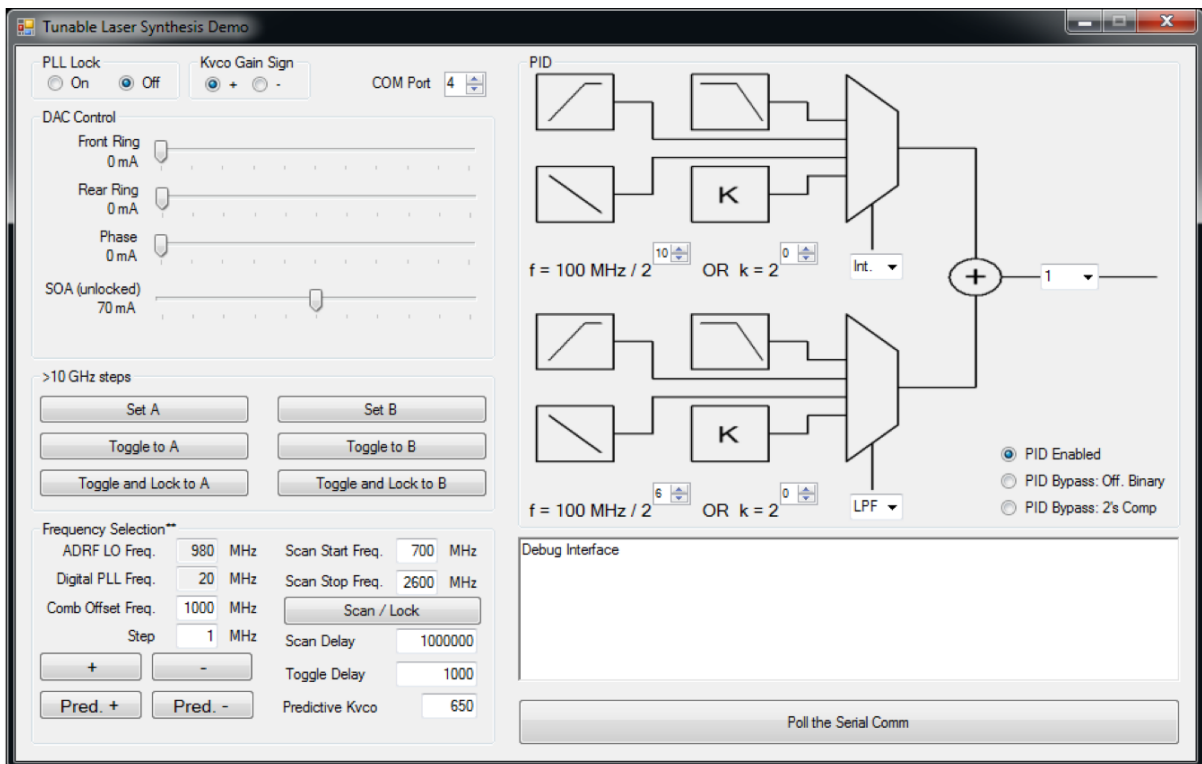 Tunable Laser Synthesis Demo
PLL Lock
On Off
Kvco Gain Sign
+ -
COM Port 4
DAC Control
Front Ring
0 mA
Rear Ring
0 mA
Phase
0 mA
SOA (unlocked)
70 mA
>10 GHz steps
Set A Set B
Toggle to A Toggle to B
Toggle and Lock to A Toggle and Lock to B
Frequency Selection**
ADRF LO Freq. 980 MHz
Digital PLL Freq. 20 MHz
Comb Offset Freq. 1000 MHz
Step 1 MHz
+ -
Pred. + Pred. -
Scan Start Freq. 700 MHz
Scan Stop Freq. 2600 MHz
Scan / Lock
Scan Delay 1000000
Toggle Delay 1000
Predictive Kvco 650
PID
K
f = 100 MHz / 2 10 OR k = 2 0 Int.
+ 1
K
f = 100 MHz / 2 6 OR k = 2 0 LPF
PID Enabled
PID Bypass: Off. Binary
PID Bypass: 2's Comp
Debug Interface
Poll the Serial Comm